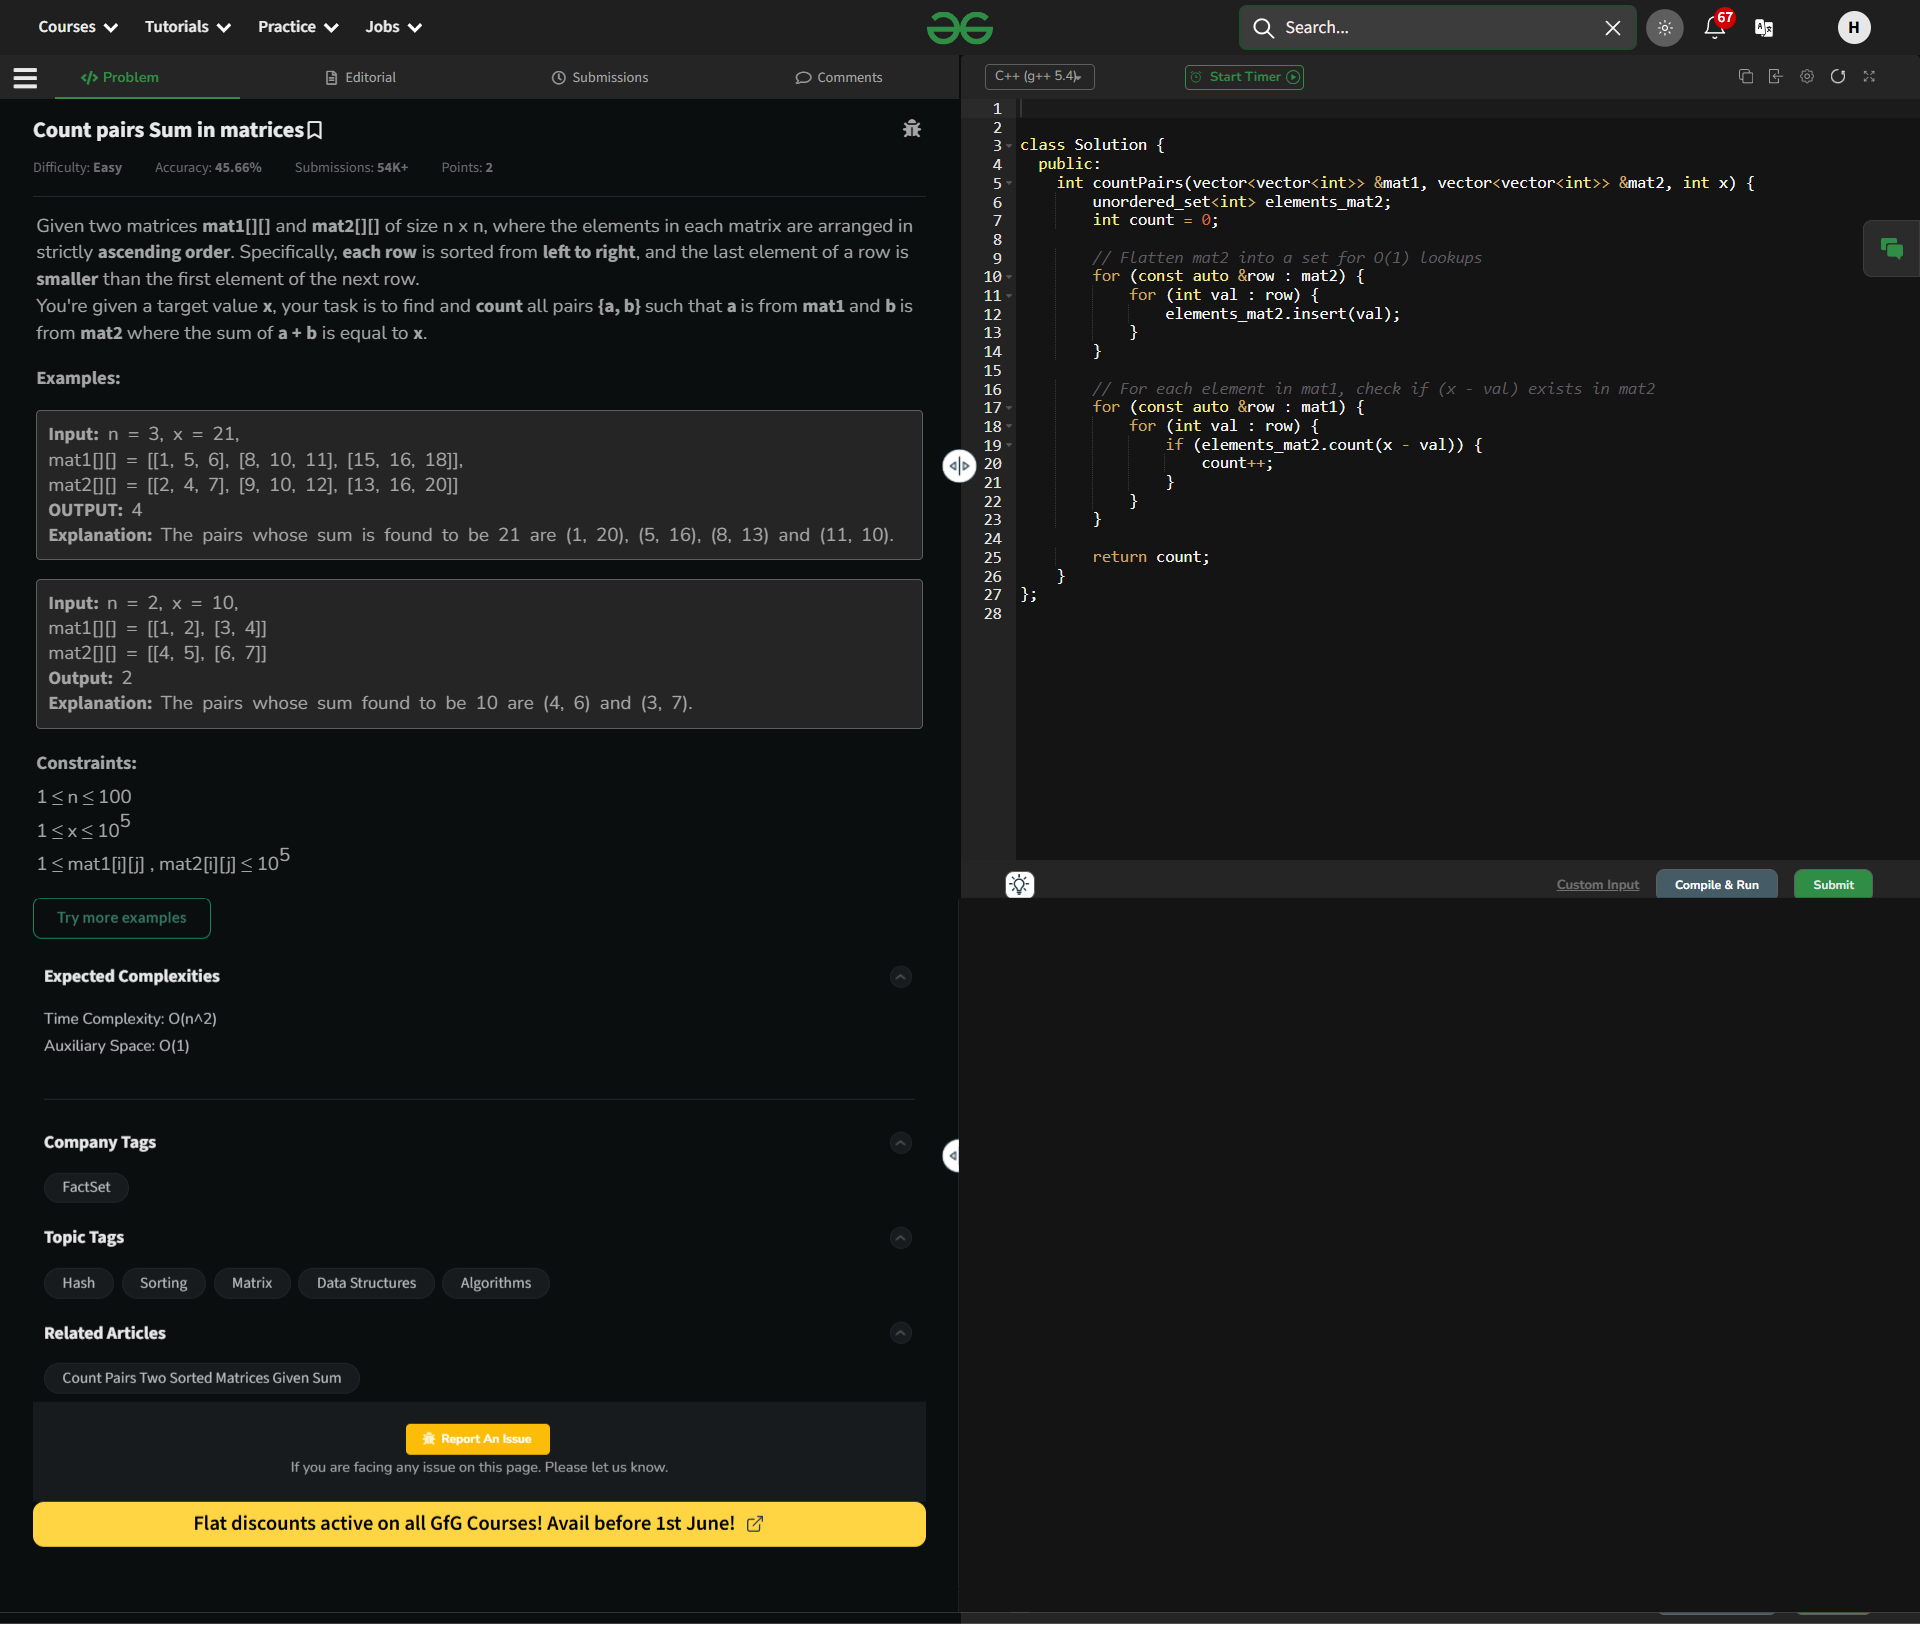 Courses Tutorials Practice Jobs Search... 67 H
Problem Editorial Submissions Comments
Count pairs Sum in matrices
Difficulty: Easy Accuracy: 45.66% Submissions: 54K+ Points: 2
Given two matrices mat1[][] and mat2[][] of size n x n, where the elements in each matrix are arranged in
strictly ascending order. Specifically, each row is sorted from left to right, and the last element of a row is
smaller than the first element of the next row.
You're given a target value x, your task is to find and count all pairs {a, b} such that a is from mat1 and b is
from mat2 where the sum of a + b is equal to x.
Examples:
Input: n = 3, x = 21,
mat1[][] = [[1, 5, 6], [8, 10, 11], [15, 16, 18]],
mat2[][] = [[2, 4, 7], [9, 10, 12], [13, 16, 20]]
OUTPUT: 4
Explanation: The pairs whose sum is found to be 21 are (1, 20), (5, 16), (8, 13) and (11, 10).
Input: n = 2, x = 10,
mat1[][] = [[1, 2], [3, 4]]
mat2[][] = [[4, 5], [6, 7]]
Output: 2
Explanation: The pairs whose sum found to be 10 are (4, 6) and (3, 7).
Constraints:
1 ≤ n ≤ 100
1 ≤ x ≤ 10^5
1 ≤ mat1[i][j] , mat2[i][j] ≤ 10^5
Try more examples
Expected Complexities
Time Complexity: O(n^2)
Auxiliary Space: O(1)
Company Tags
FactSet
Topic Tags
Hash Sorting Matrix Data Structures Algorithms
Related Articles
Count Pairs Two Sorted Matrices Given Sum
Report An Issue
If you are facing any issue on this page. Please let us know.
Flat discounts active on all GfG Courses! Avail before 1st June!
C++ (g++ 5.4) Start Timer
1
2
3 class Solution {
4   public:
5     int countPairs(vector<vector<int>> &mat1, vector<vector<int>> &mat2, int x) {
6         unordered_set<int> elements_mat2;
7         int count = 0;
8
9         // Flatten mat2 into a set for O(1) lookups
10         for (const auto &row : mat2) {
11             for (int val : row) {
12                 elements_mat2.insert(val);
13             }
14         }
15
16         // For each element in mat1, check if (x - val) exists in mat2
17         for (const auto &row : mat1) {
18             for (int val : row) {
19                 if (elements_mat2.count(x - val)) {
20                     count++;
21                 }
22             }
23         }
24
25         return count;
26     }
27 };
28
Custom Input Compile & Run Submit